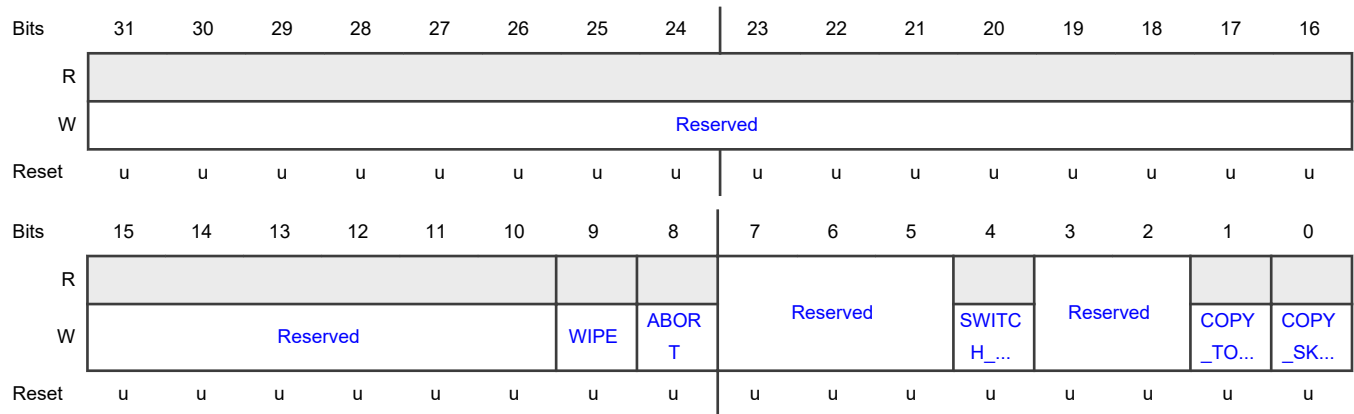 Bits 31 30 29 28 27 26 25 24 23 22 21 20 19 18 17 16
R
W Reserved
Reset u u u u u u u u u u u u u u u u
Bits 15 14 13 12 11 10 9 8 7 6 5 4 3 2 1 0
R
W Reserved WIPE ABOR
T Reserved SWITC
H_... Reserved COPY
_TO... COPY
_SK...
Reset u u u u u u u u u u u u u u u u